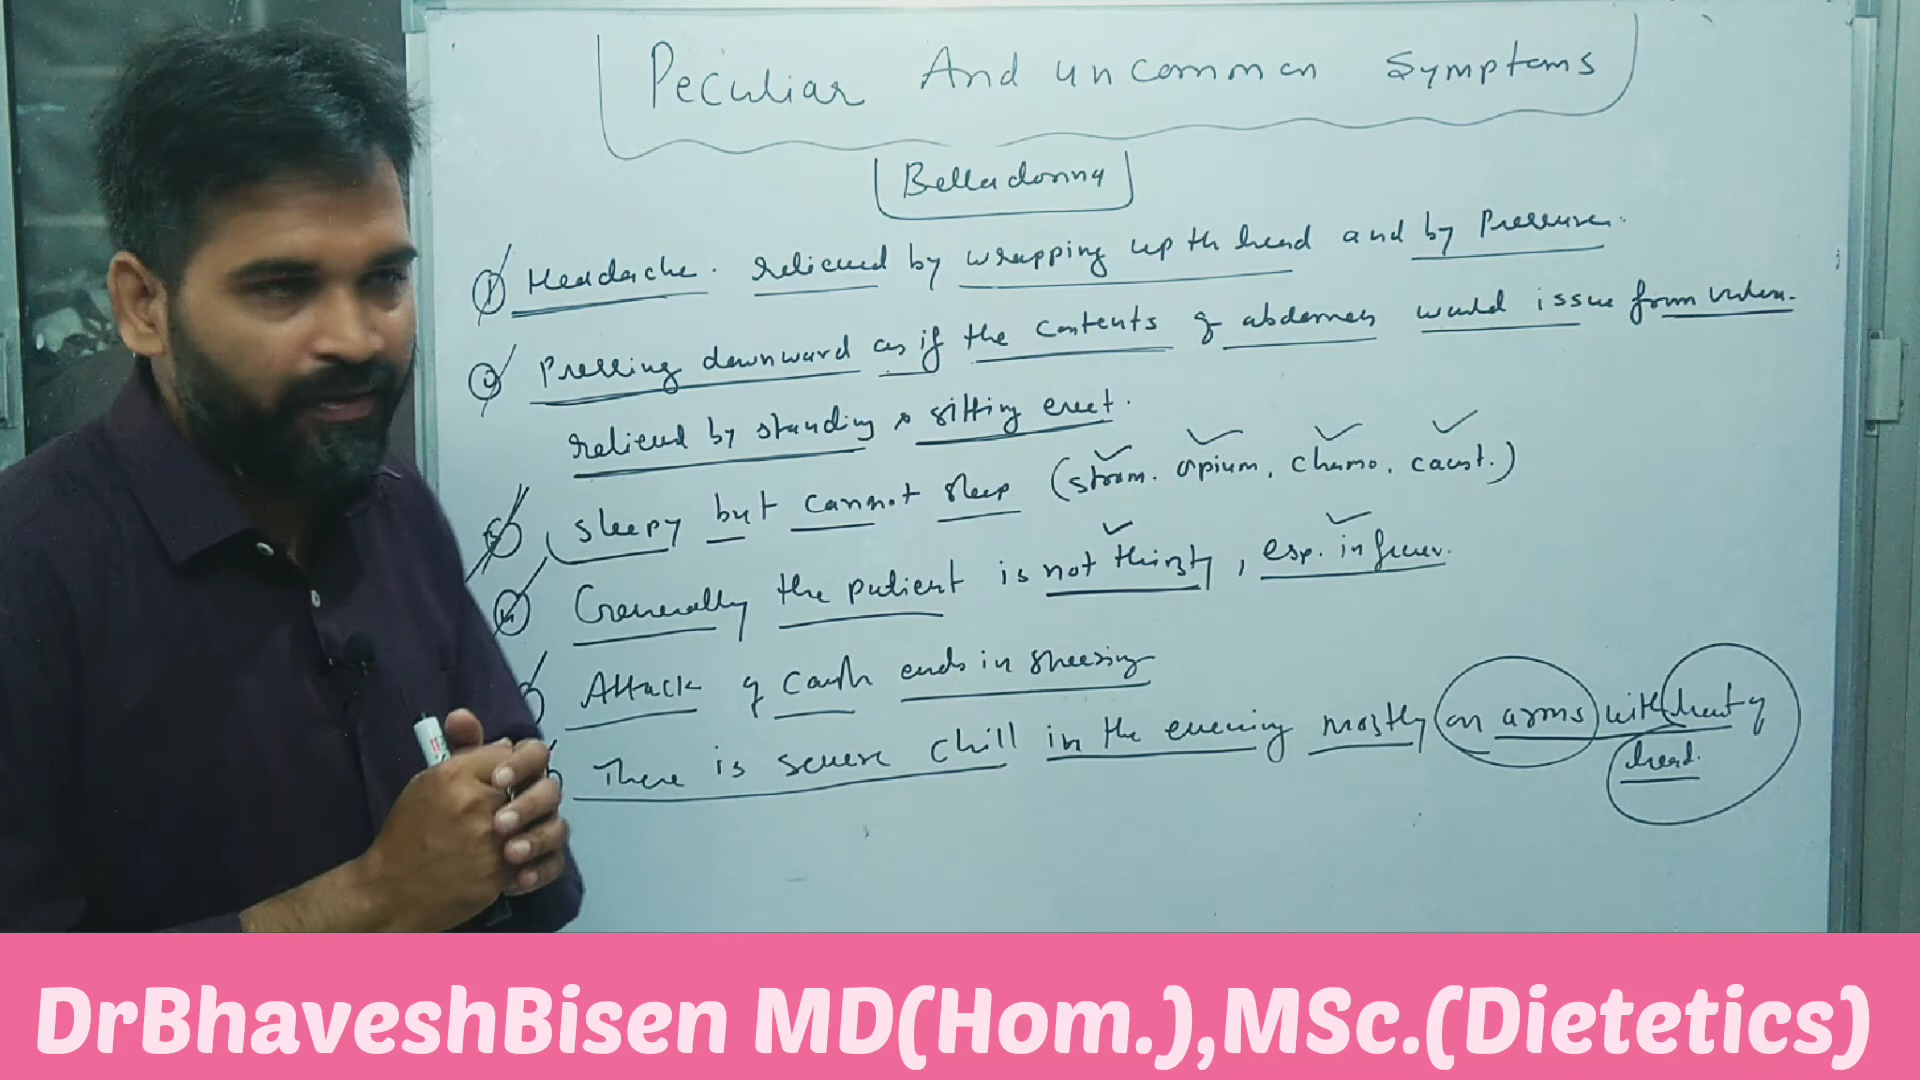 Peculiar And uncommon Symptoms
Belladonna
① Headache. relieved by wrapping up th head and by Pressure.
② Pressing downward as if the contents of abdomen would issue from vulva.
relieved by standing & sitting erect.
sleepy but cannot sleep (stram. opium, chamo. caust.)
④ Generally the patient is not thirsty, esp. in fever.
Attack of cough ends in sneezing
There is severe chill in the evening mostly on arms with heat of
head.
DrBhaveshBisen MD(Hom.),MSc.(Dietetics)